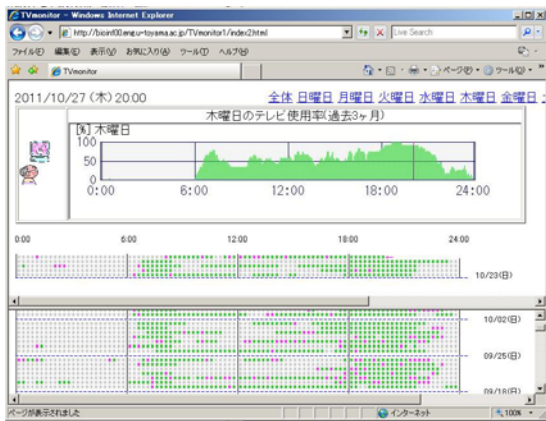 TVmonitor - Windows Internet Explorer
http://bioinf00.eng.u-toyama.ac.jp/TVmonitor1/index2.html
Live Search
ファイル(F) 編集(E) 表示(V) お気に入り(A) ツール(T) ヘルプ(H)
TVmonitor
ページ(P) ツール(O)
2011/10/27 (木) 20:00
全体 日曜日 月曜日 火曜日 水曜日 木曜日 金曜日
木曜日のテレビ使用率(過去3ヶ月)
[%] 木曜日
100
50
0
0:00 6:00 12:00 18:00 24:00
0:00 6:00 12:00 18:00 24:00
10/23(日)
10/02(日)
09/25(日)
09/18(日)
ページが表示されました
インターネット
100%